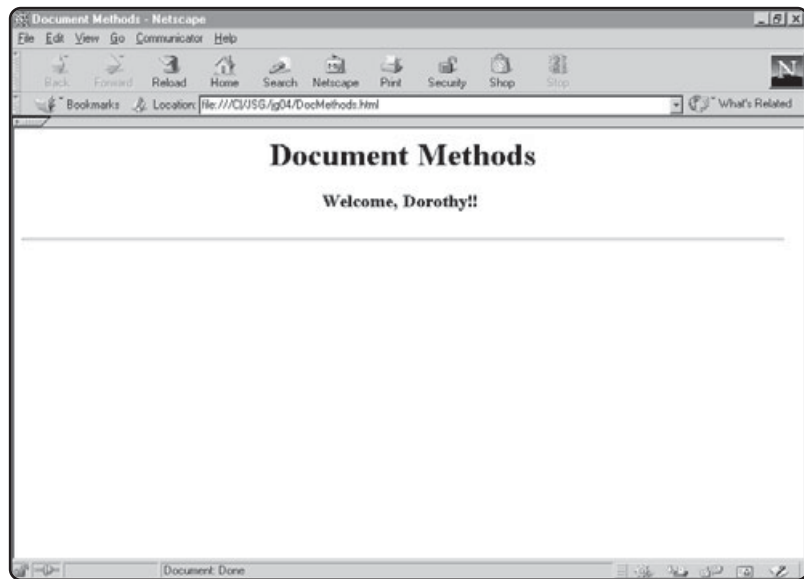 Document Methods - Netscape
File Edit View Go Communicator Help
Back Forward Reload Home Search Netscape Print Security Shop Stop
N
Bookmarks Location: file:///C|/JSG/jg04/DocMethods.html What's Related
Document Methods
Welcome, Dorothy!!
Document: Done